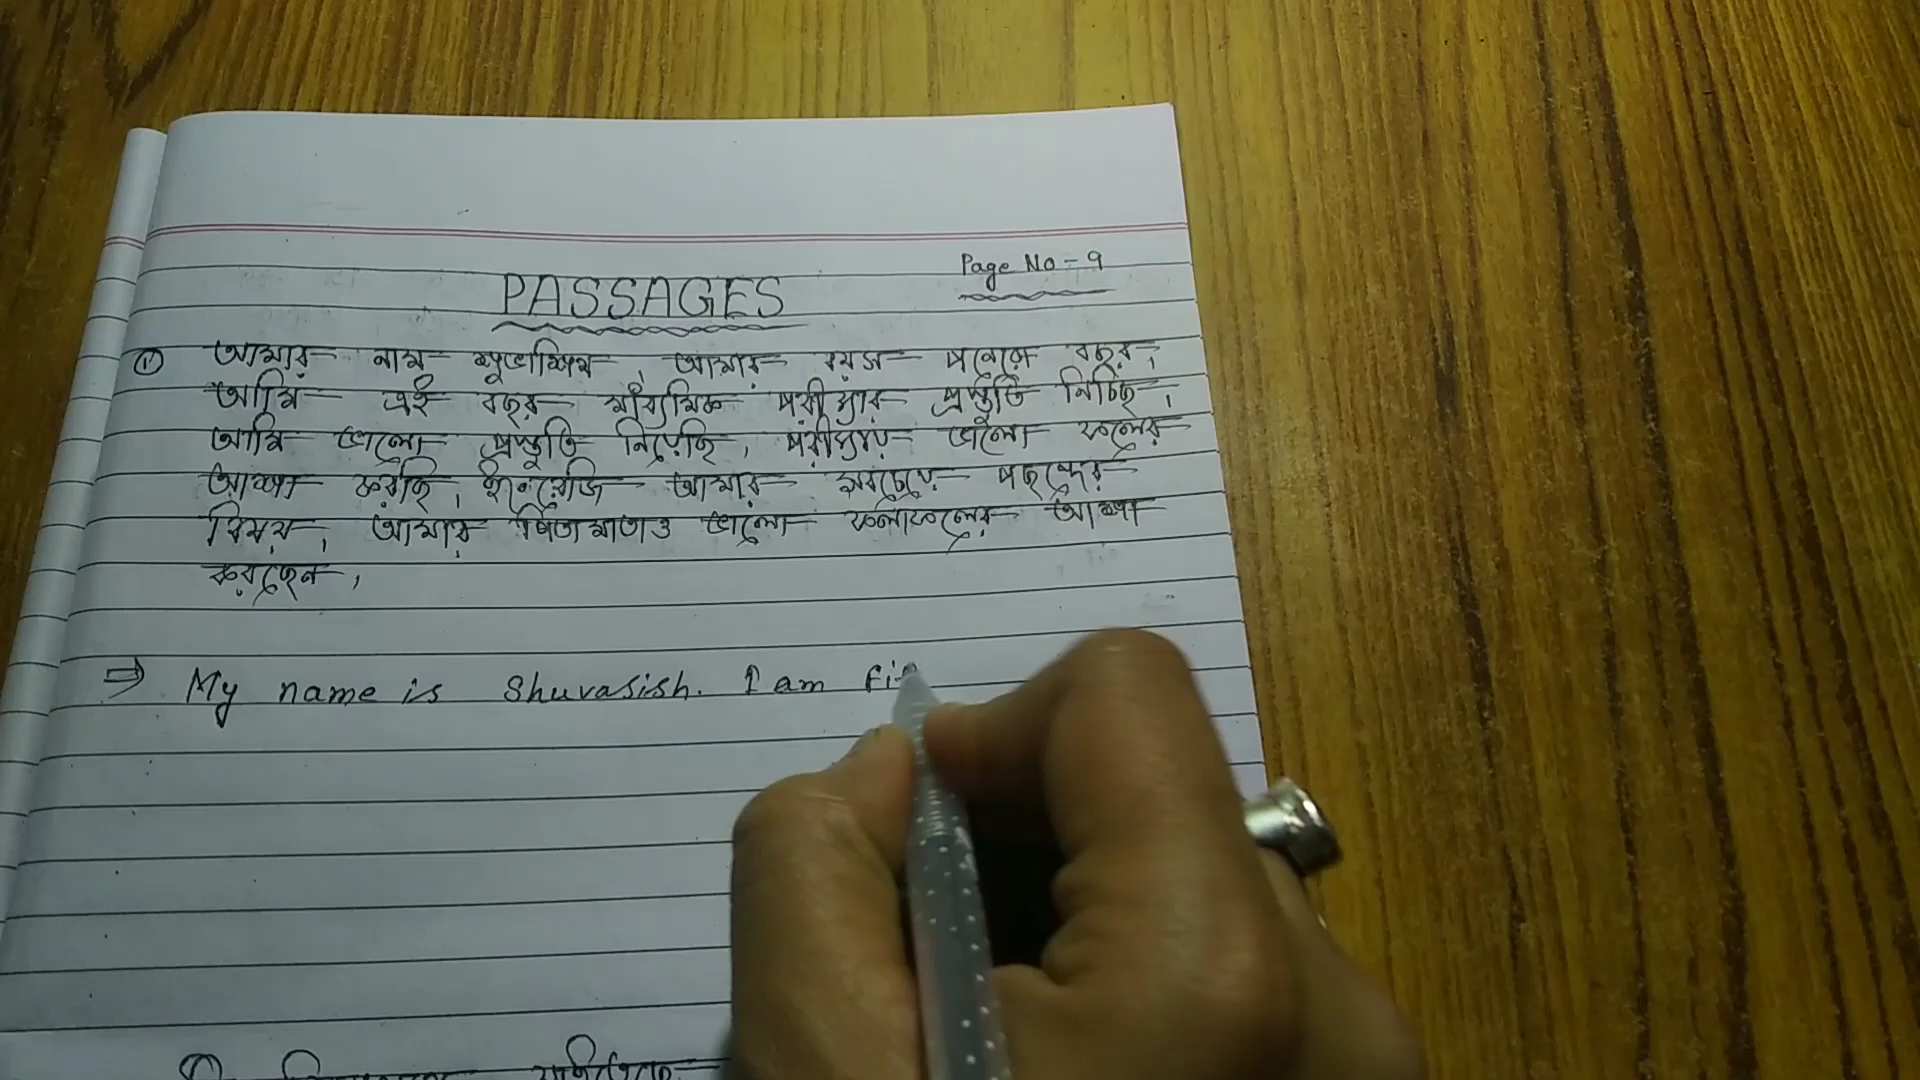 PASSAGES
Page No - 9
① আমার নাম শুভাশিষ। আমার বয়স পনেরো বছর।
আমি এই বছর মাধ্যমিক পরীক্ষার প্রস্তুতি নিচ্ছি।
আমি ভালো প্রস্তুতি নিয়েছি। পরীক্ষায় ভালো ফলের
আশা করছি। ইংরেজি আমার সবচেয়ে পছন্দের
বিষয়। আমার পিতামাতাও ভালো ফলাফলের আশা
করছেন।
⇒ My name is Shuvasish. I am fif